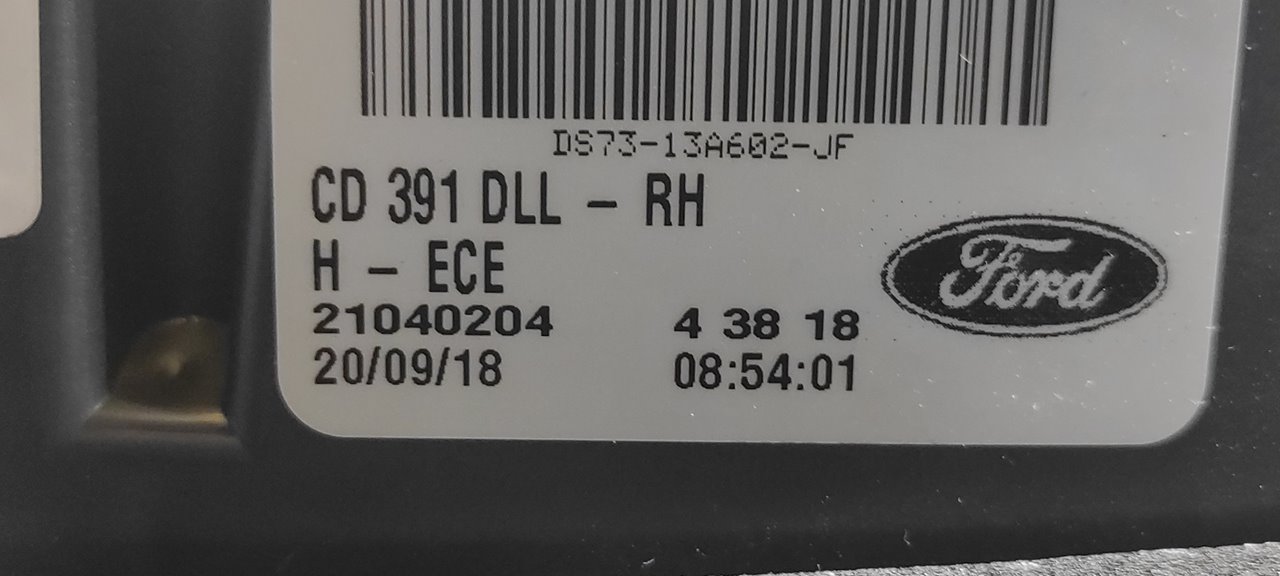 DS73-13A602-JF
CD 391 DLL - RH
H - ECE
Ford
21040204 4 38 18
20/09/18 08:54:01